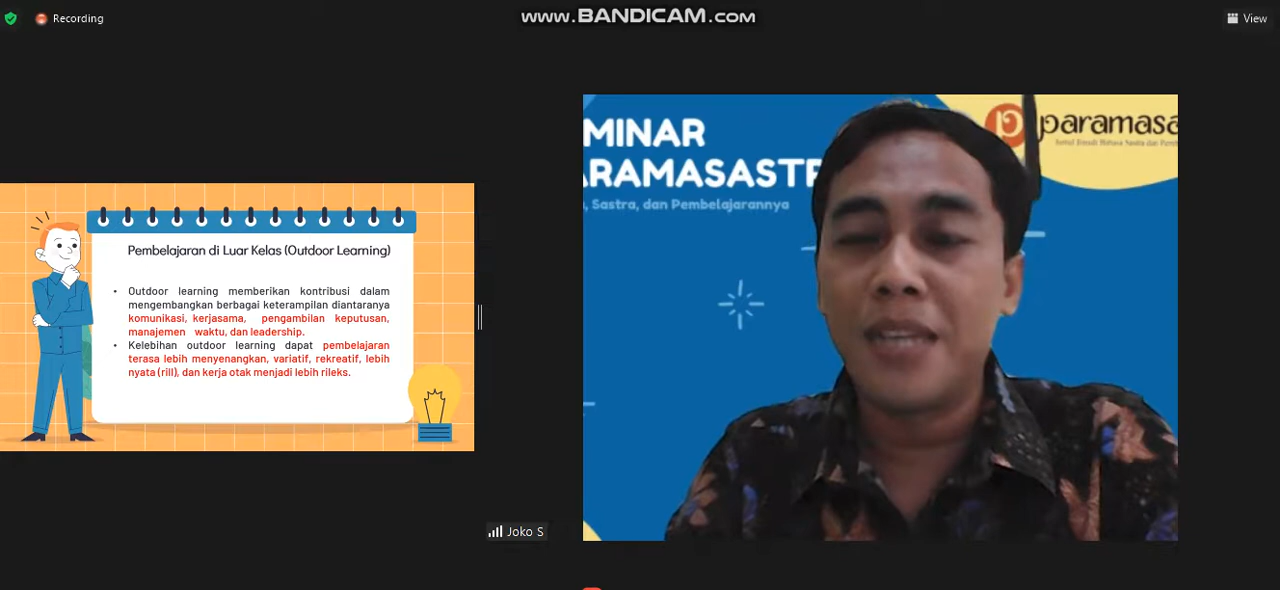 Recording
www.BANDICAM.COM
View
Pembelajaran di Luar Kelas (Outdoor Learning)
• Outdoor learning memberikan kontribusi dalam
mengembangkan berbagai keterampilan diantaranya
komunikasi, kerjasama, pengambilan keputusan,
manajemen waktu, dan leadership.
• Kelebihan outdoor learning dapat pembelajaran
terasa lebih menyenangkan, variatif, rekreatif, lebih
nyata (rill), dan kerja otak menjadi lebih rileks.
MINAR
ARAMASASTR
, Sastra, dan Pembelajarannya
paramasa
Joko S